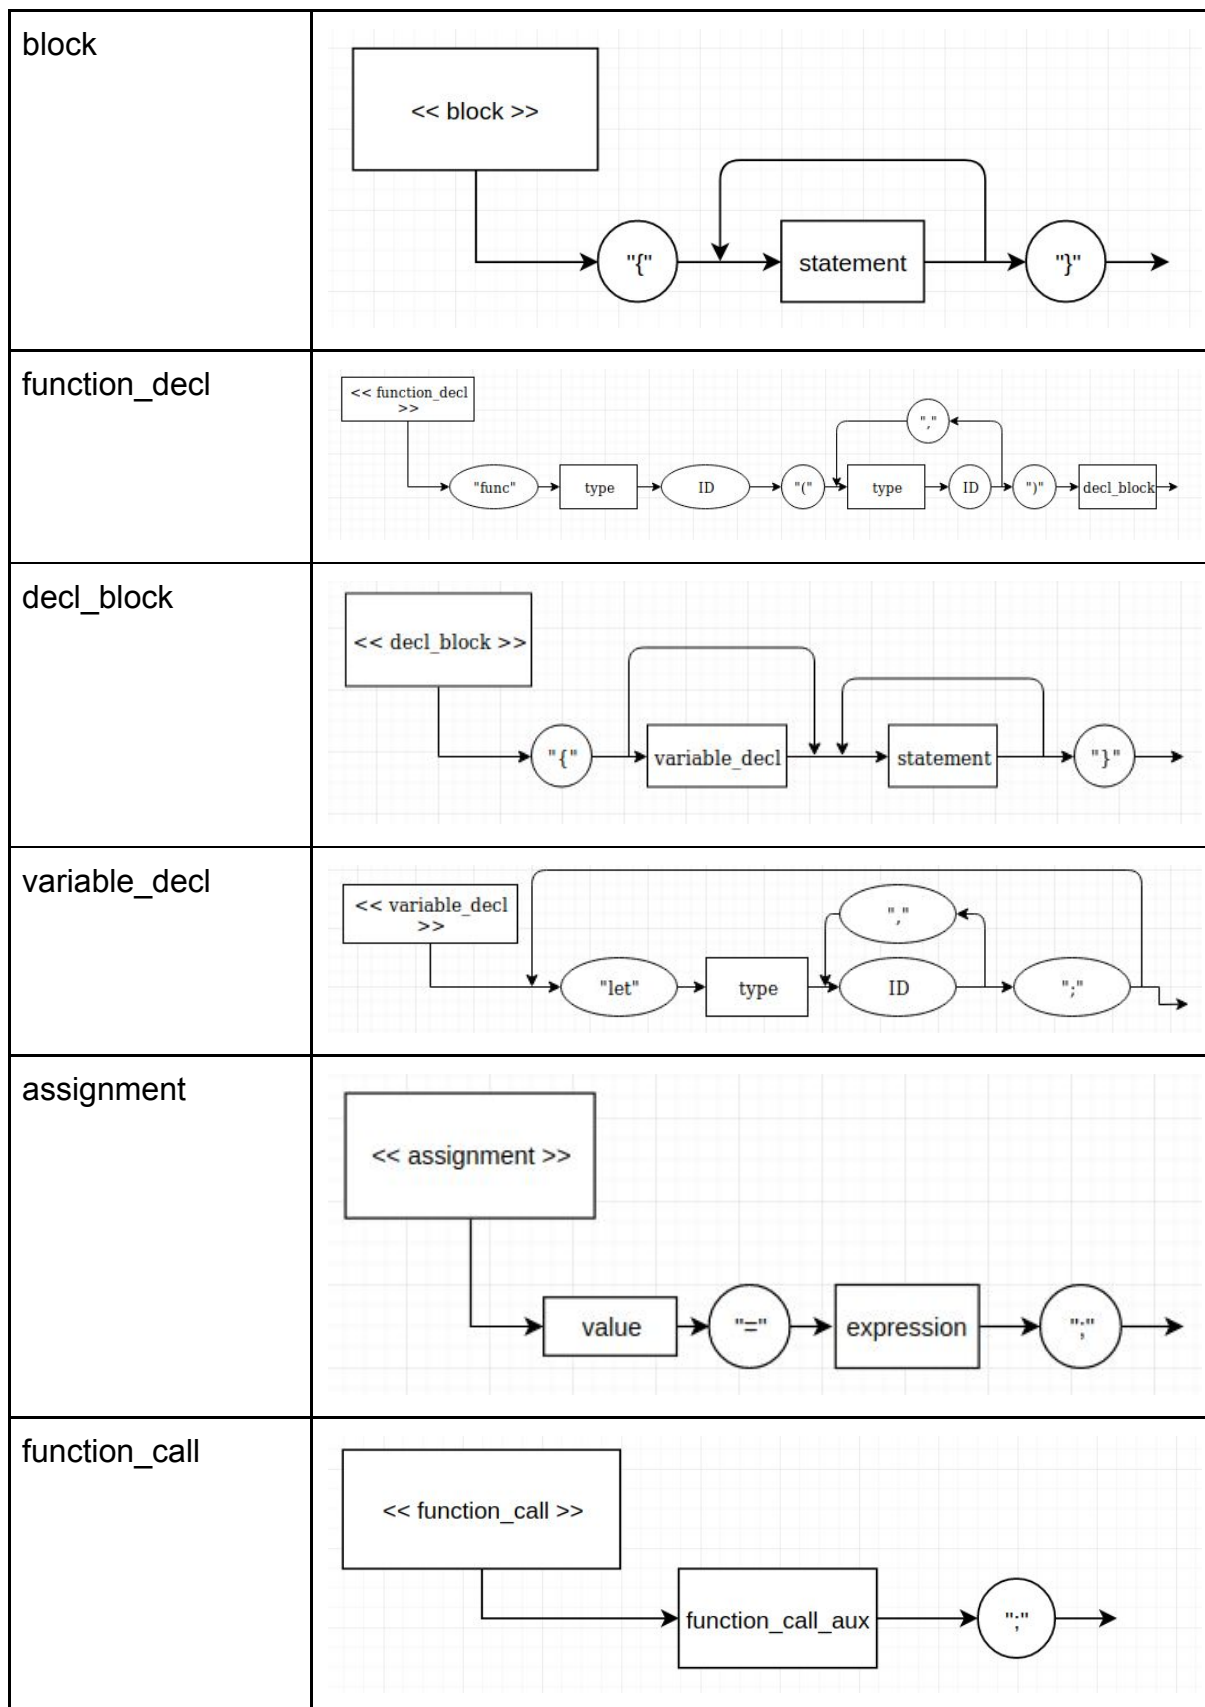 block
<< block >>
"{"
statement
"}"
function_decl
<< function_decl
>>
","
"func"
type
ID
"("
type
ID
")"
decl_block
decl_block
<< decl_block >>
"{"
variable_decl
statement
"}"
variable_decl
<< variable_decl
>>
","
"let"
type
ID
";"
assignment
<< assignment >>
value
"="
expression
";"
function_call
<< function_call >>
function_call_aux
";"